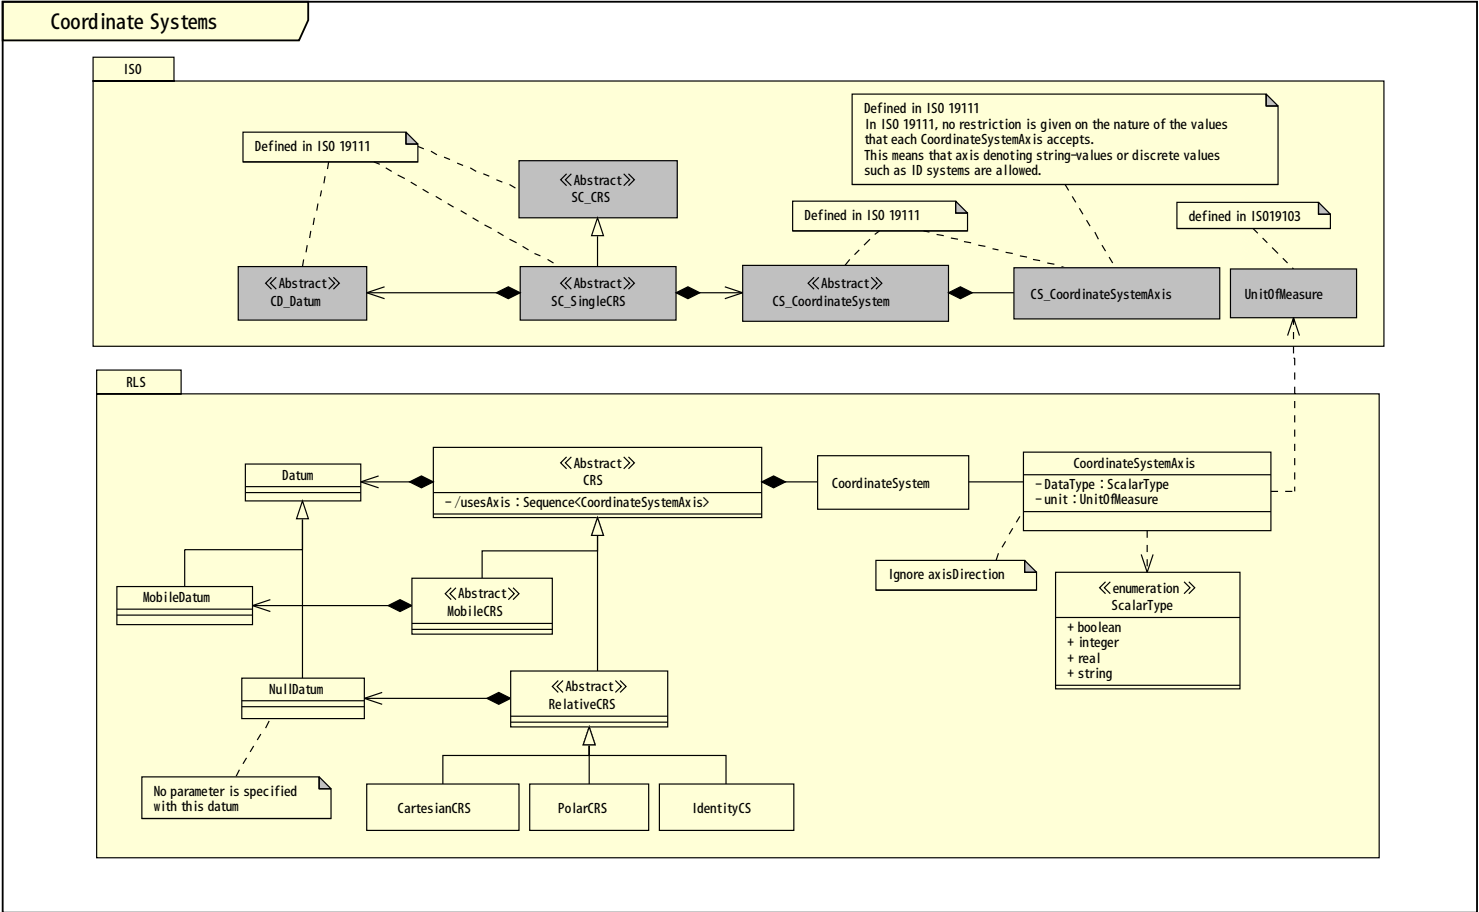 Coordinate Systems
ISO
Defined in ISO 19111
In ISO 19111, no restriction is given on the nature of the values
that each CoordinateSystemAxis accepts.
This means that axis denoting string-values or discrete values
such as ID systems are allowed.
Defined in ISO 19111
≪Abstract≫
SC_CRS
Defined in ISO 19111
defined in ISO19103
≪Abstract≫
CD_Datum
≪Abstract≫
SC_SingleCRS
≪Abstract≫
CS_CoordinateSystem
CS_CoordinateSystemAxis
UnitOfMeasure
RLS
Datum
≪Abstract≫
CRS
- /usesAxis : Sequence<CoordinateSystemAxis>
CoordinateSystem
CoordinateSystemAxis
- DataType : ScalarType
- unit : UnitOfMeasure
Ignore axisDirection
MobileDatum
≪Abstract≫
MobileCRS
≪enumeration ≫
ScalarType
+ boolean
+ integer
+ real
+ string
NullDatum
≪Abstract≫
RelativeCRS
No parameter is specified
with this datum
CartesianCRS
PolarCRS
IdentityCS